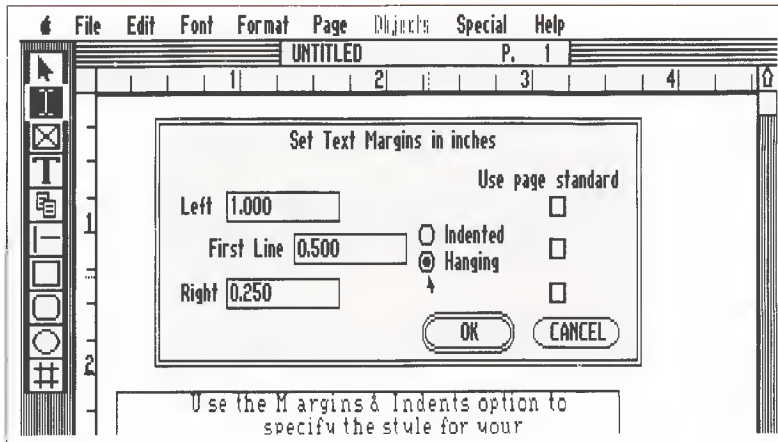 File Edit Font Format Page Objects Special Help
UNTITLED P. 1
1 2 3 4
Set Text Margins in inches
Use page standard
Left 1.000
1
First Line 0.500
Indented
Hanging
Right 0.250
OK CANCEL
2
Use the Margins & Indents option to
specify the style for your